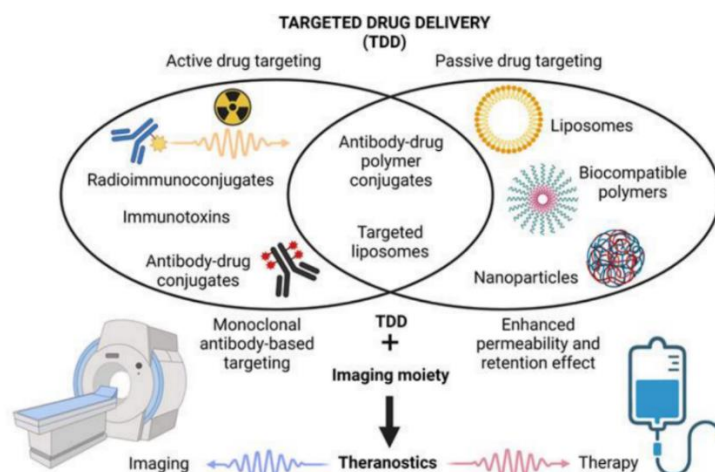 TARGETED DRUG DELIVERY
(TDD)
Active drug targeting
Passive drug targeting
Radioimmunoconjugates
Immunotoxins
Antibody-drug
conjugates
Antibody-drug
polymer
conjugates
Targeted
liposomes
Liposomes
Biocompatible
polymers
Nanoparticles
Monoclonal
antibody-based
targeting
TDD
+
Imaging moiety
Enhanced
permeability and
retention effect
Imaging
Theranostics
Therapy